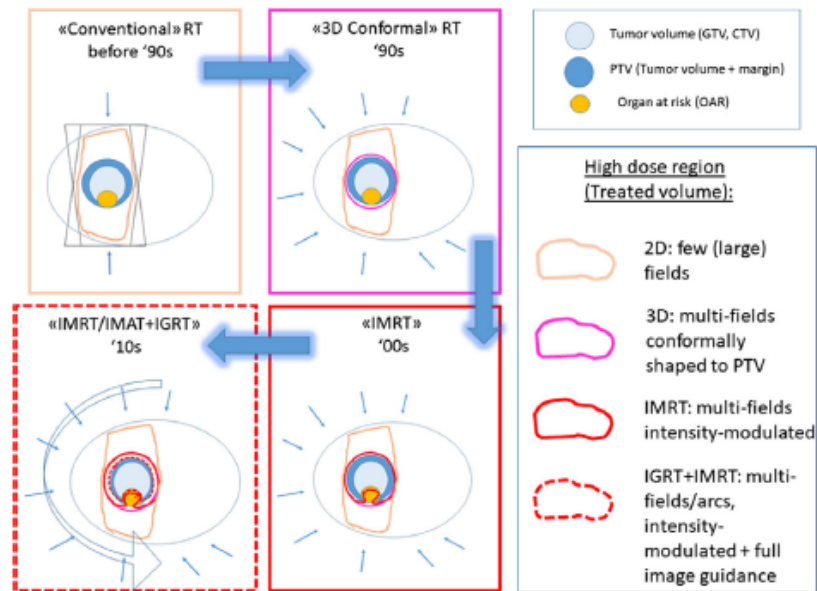 «Conventional» RT
before ‘90s
«3D Conformal» RT
‘90s
Tumor volume (GTV, CTV)
PTV (Tumor volume + margin)
Organ at risk (OAR)
«IMRT/IMAT+IGRT»
‘10s
«IMRT»
‘00s
High dose region
(Treated volume):
2D: few (large)
fields
3D: multi-fields
conformally
shaped to PTV
IMRT: multi-fields
intensity-modulated
IGRT+IMRT: multi-
fields/arcs,
intensity-
modulated + full
image guidance